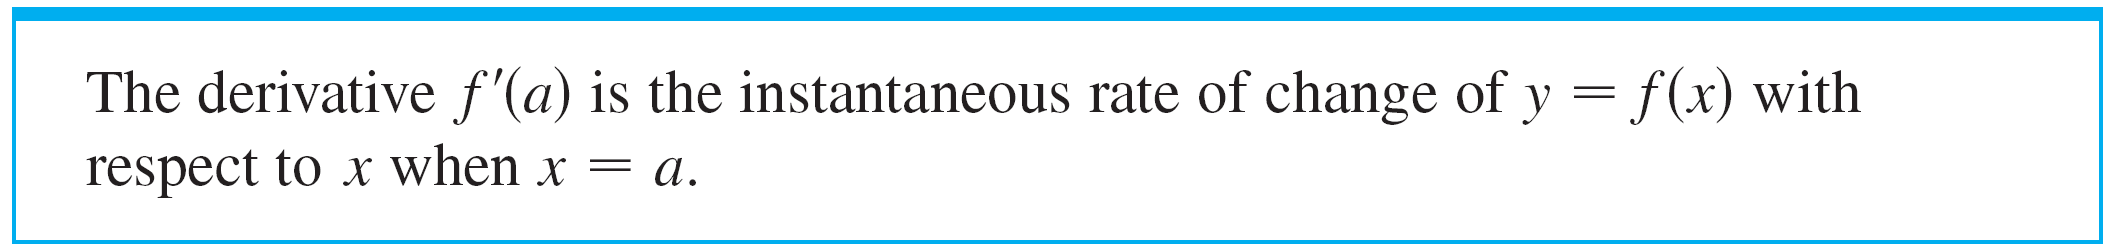 The derivative f′(a) is the instantaneous rate of change of y = f(x) with
respect to x when x = a.